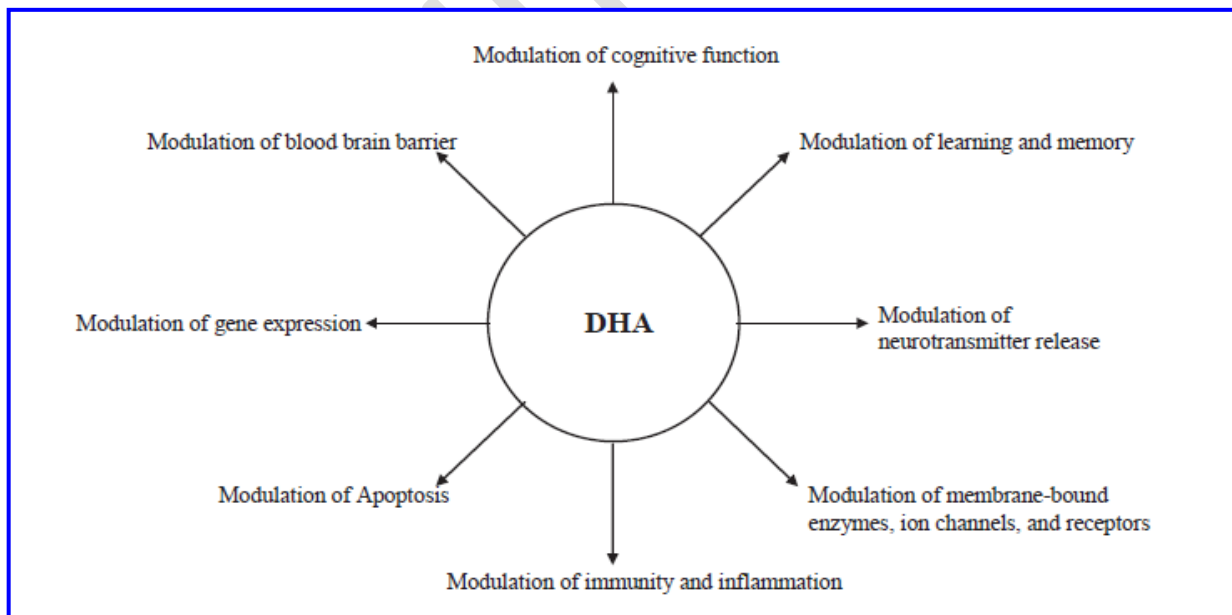 Modulation of cognitive function
Modulation of blood brain barrier
Modulation of learning and memory
Modulation of gene expression
DHA
Modulation of
neurotransmitter release
Modulation of Apoptosis
Modulation of membrane-bound
enzymes, ion channels, and receptors
Modulation of immunity and inflammation